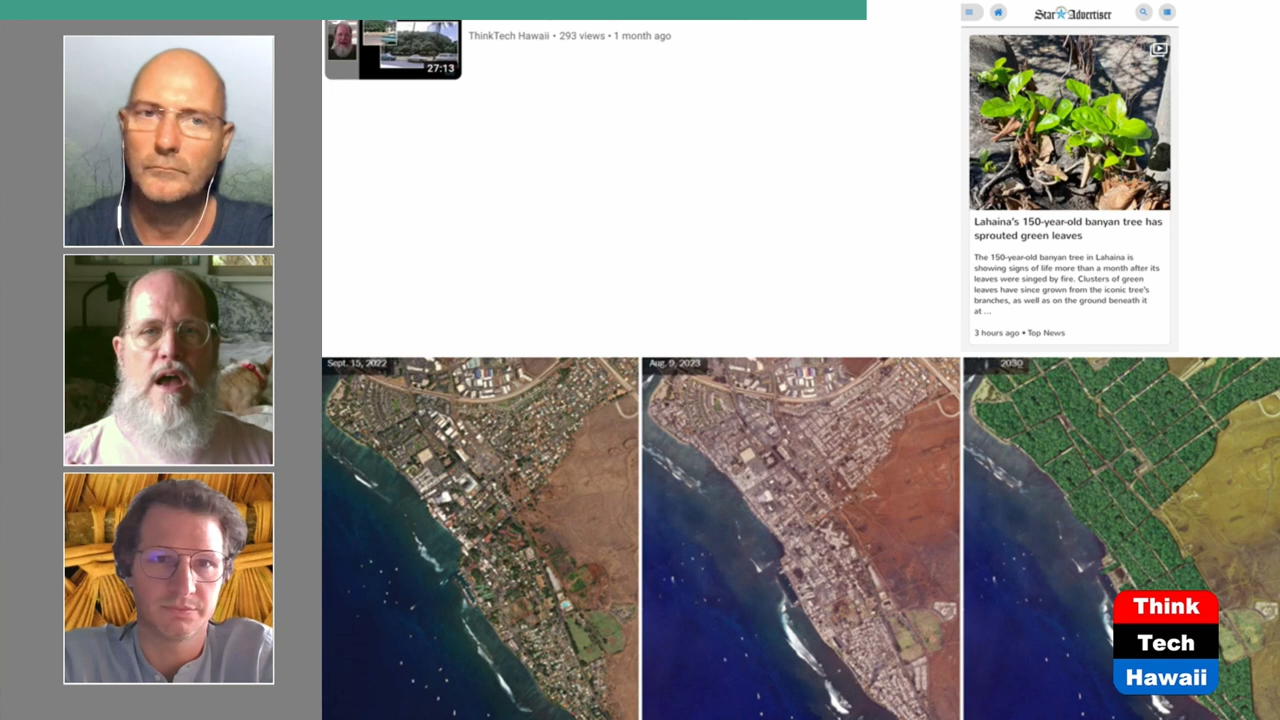 ThinkTech Hawaii • 293 views • 1 month ago
27:13
Star Advertiser
Lahaina's 150-year-old banyan tree has
sprouted green leaves
The 150-year-old banyan tree in Lahaina is
showing signs of life more than a month after its
leaves were singed by fire. Clusters of green
leaves have since grown from the iconic tree's
branches, as well as on the ground beneath it
at ...
3 hours ago • Top News
Sept. 15, 2022
Aug. 9, 2023
2030
Think
Tech
Hawaii